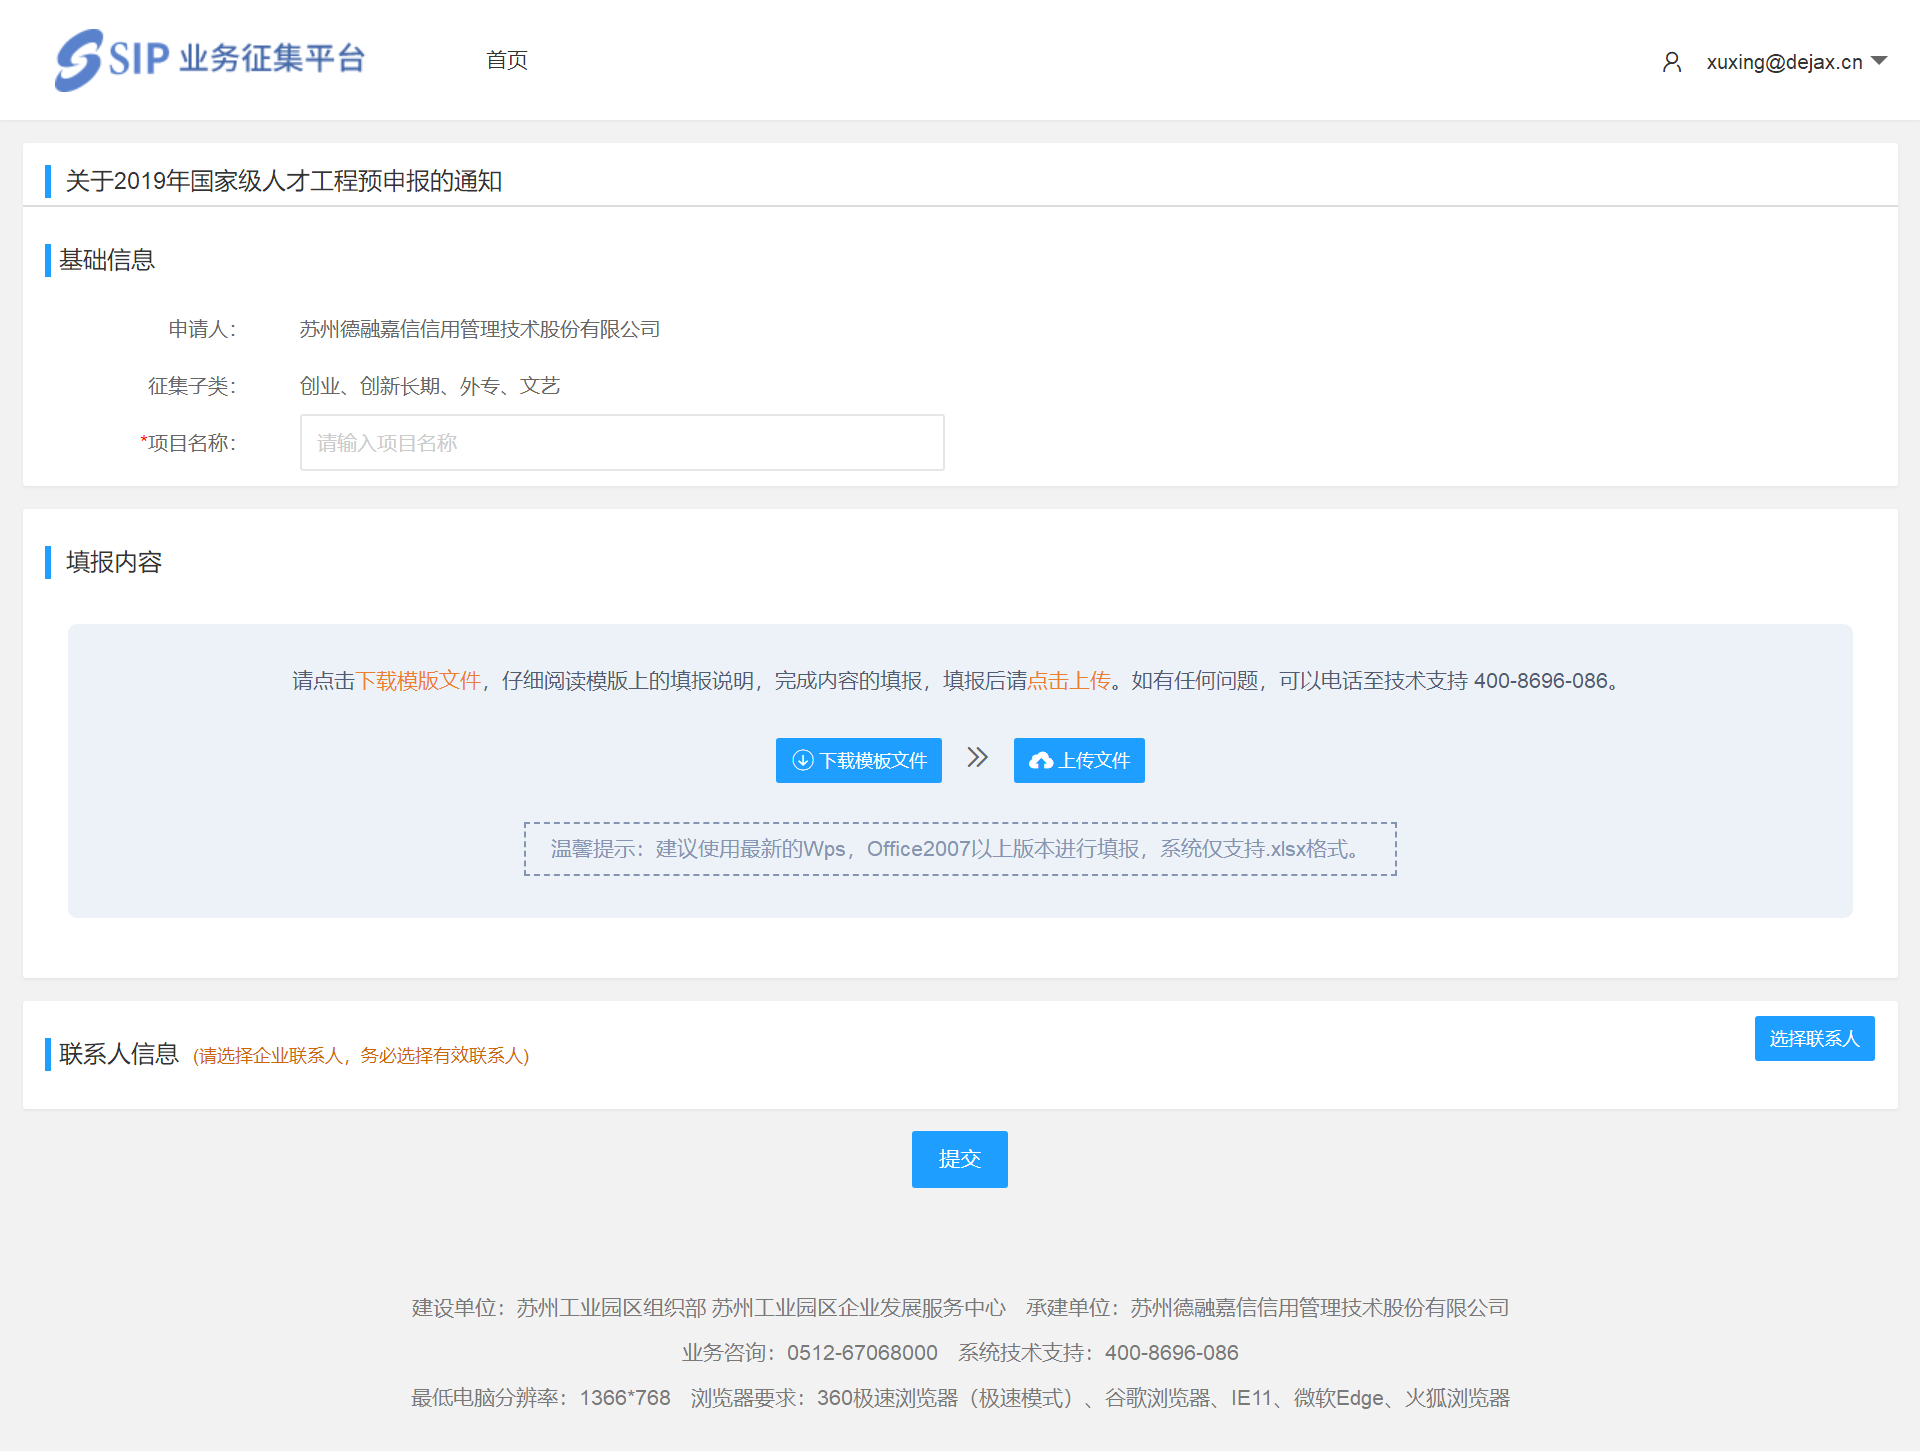 SIP 业务征集平台 首页 xuxing@dejax.cn
关于2019年国家级人才工程预申报的通知
基础信息
申请人： 苏州德融嘉信信用管理技术股份有限公司
征集子类： 创业、创新长期、外专、文艺
*项目名称： 请输入项目名称
填报内容
请点击下载模版文件，仔细阅读模版上的填报说明，完成内容的填报，填报后请点击上传。如有任何问题，可以电话至技术支持 400-8696-086。
下载模板文件 上传文件
温馨提示：建议使用最新的Wps，Office2007以上版本进行填报，系统仅支持.xlsx格式。
联系人信息 (请选择企业联系人，务必选择有效联系人) 选择联系人
提交
建设单位：苏州工业园区组织部 苏州工业园区企业发展服务中心 承建单位：苏州德融嘉信信用管理技术股份有限公司
业务咨询：0512-67068000 系统技术支持：400-8696-086
最低电脑分辨率：1366*768 浏览器要求：360极速浏览器（极速模式）、谷歌浏览器、IE11、微软Edge、火狐浏览器